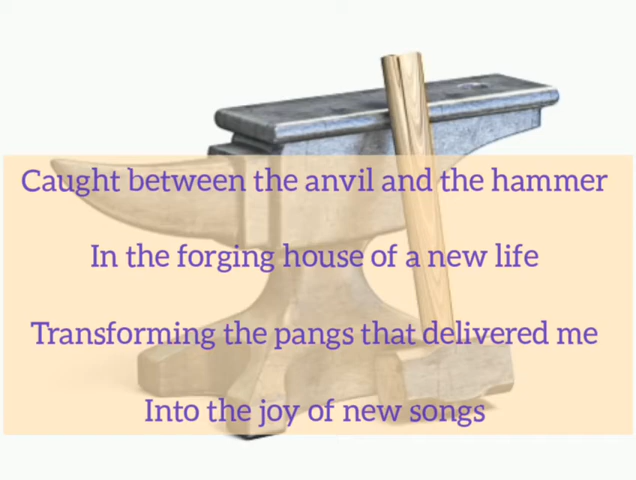 Caught between the anvil and the hammer
In the forging house of a new life
Transforming the pangs that delivered me
Into the joy of new songs